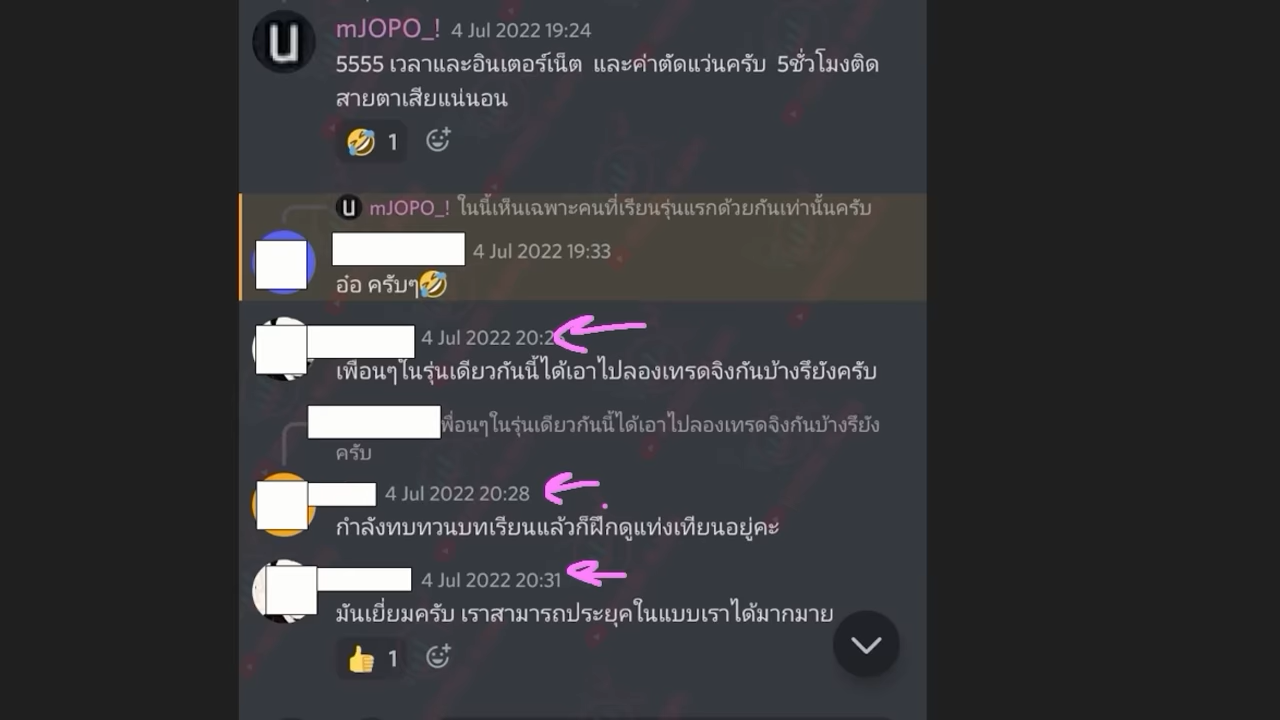 mJOPO_! 4 Jul 2022 19:24
5555 เวลาและอินเตอร์เน็ต และค่าตัดแว่นครับ 5ชั่วโมงติด
สายตาเสียแน่นอน
🤣 1
U mJOPO_! ในนี้เห็นเฉพาะคนที่เรียนรุ่นแรกด้วยกันเท่านั้นครับ
4 Jul 2022 19:33
อ๋อ ครับๆ🤣
4 Jul 2022
เพื่อนๆในรุ่นเดียวกันนี้ได้เอาไปลองเทรดจิงกันบ้างรึยังครับ
พื่อนๆในรุ่นเดียวกันนี้ได้เอาไปลองเทรดจิงกันบ้างรึยัง
ครับ
4 Jul 2022 20:28
กำลังทบทวนบทเรียนแล้วก็ฝึกดูแท่งเทียนอยู่คะ
4 Jul 2022 20:31
มันเยี่ยมครับ เราสามารถประยุคในแบบเราได้มากมาย
👍 1